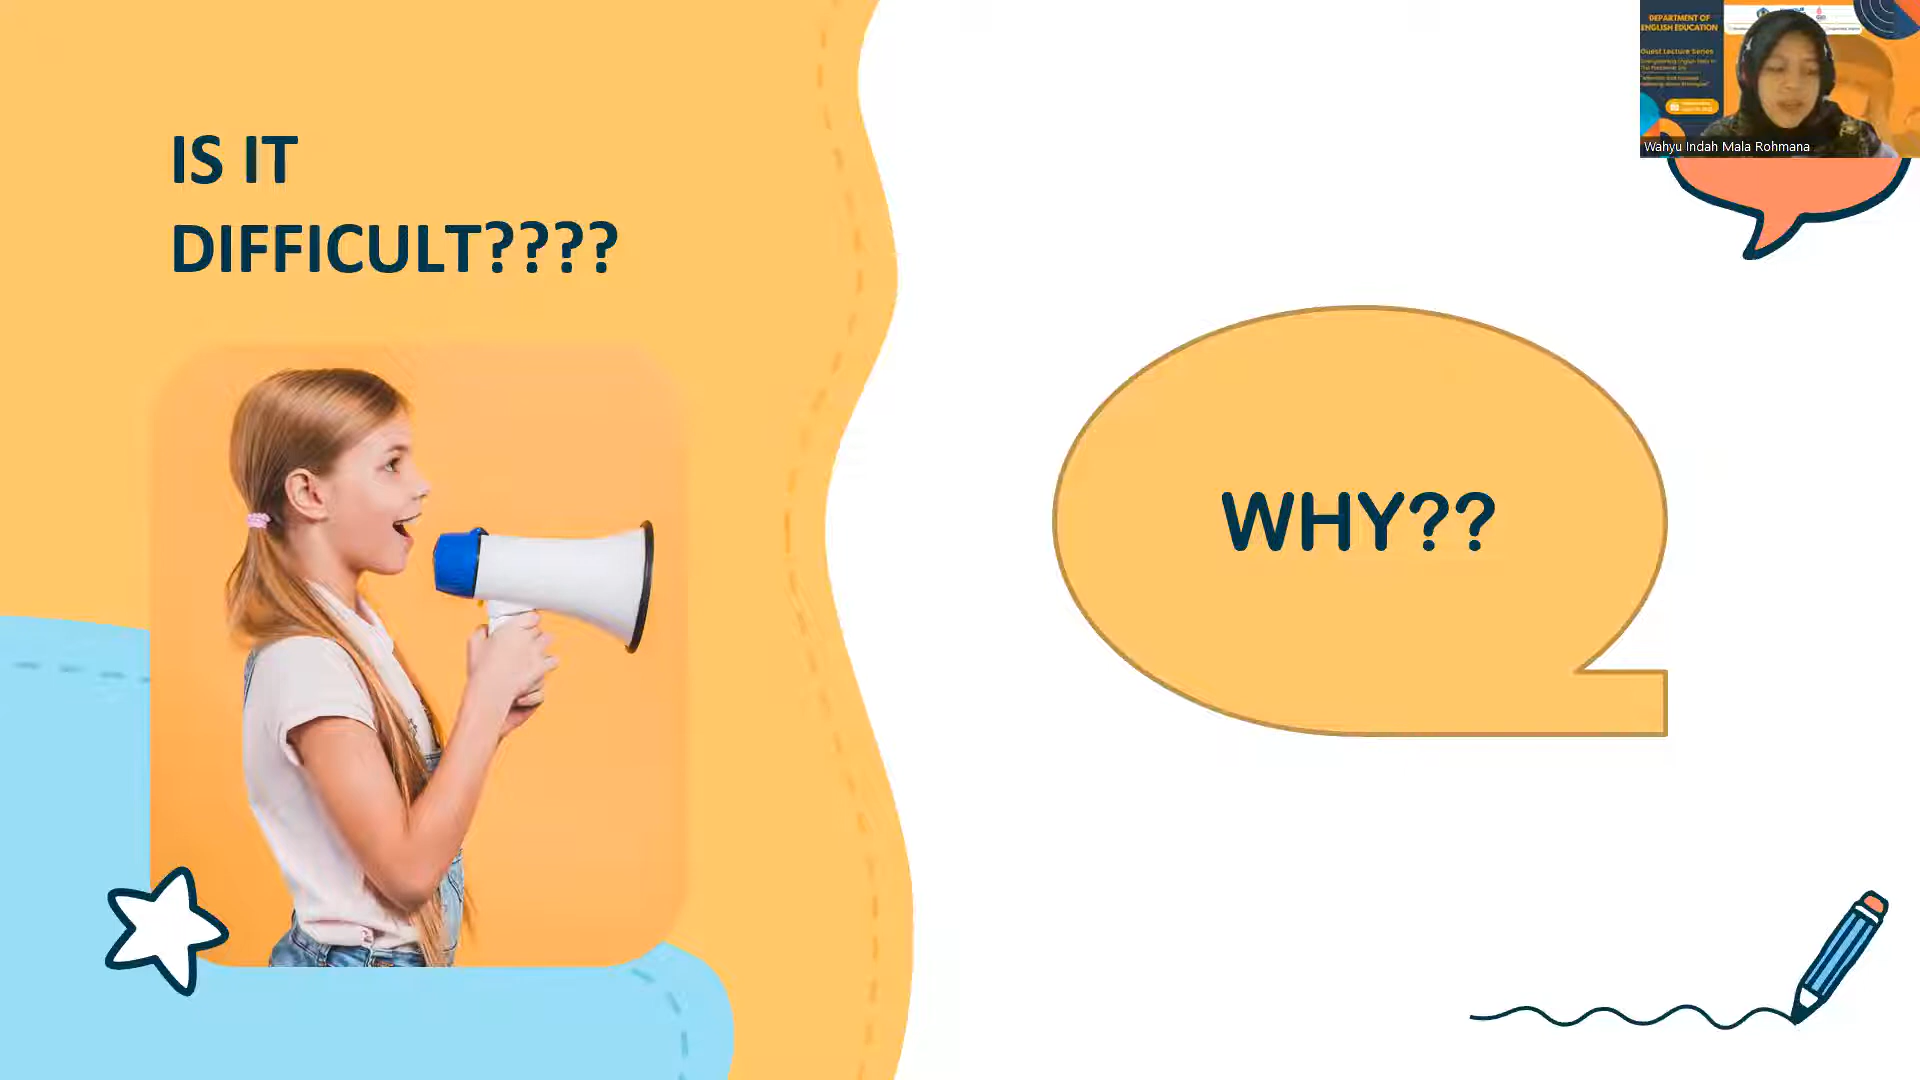 IS IT
DIFFICULT????
WHY??
DEPARTMENT OF
ENGLISH EDUCATION
Guest Lecture Series
Wahyu Indah Mala Rohmana